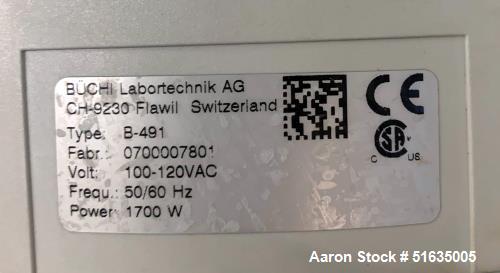 BÜCHI Labortechnik AG
CH-9230 Flawil Switzerland
Type: B-491
Fabr.: 0700007801
Volt: 100-120VAC
Frequ.: 50/60 Hz
Power: 1700 W
CE
CSA
C US
Aaron Stock # 51635005